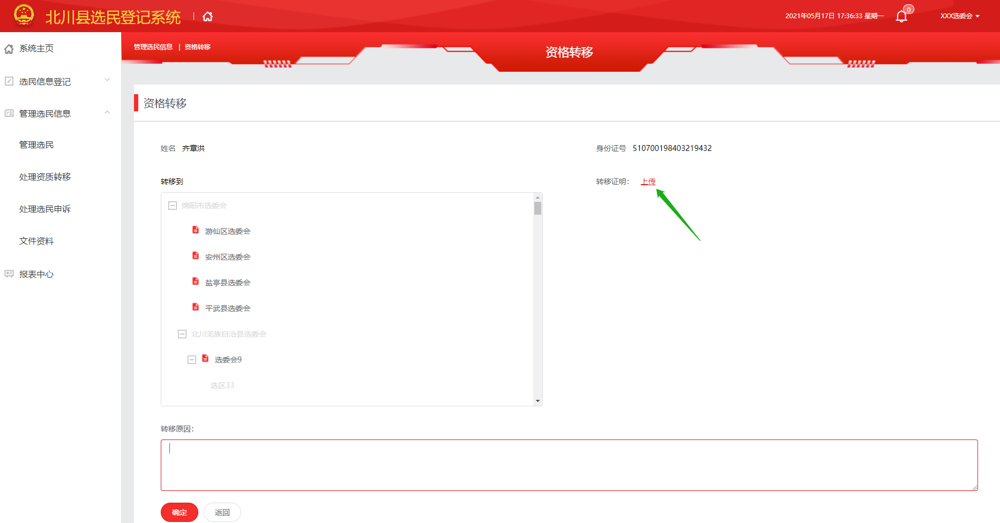 北川县选民登记系统
2021年05月17日 17:36:33 星期一
0
XXX选委会
系统主页
选民信息登记
管理选民信息
管理选民
处理资质转移
处理选民申诉
文件资料
报表中心
管理选民信息 | 资格转移
资格转移
资格转移
姓名 齐章洪
身份证号 510700198403219432
转移到
转移证明： 上传
绵阳市选委会
游仙区选委会
安州区选委会
盐亭县选委会
平武县选委会
北川羌族自治县选委会
选委会9
选区33
转移原因：
确定
返回